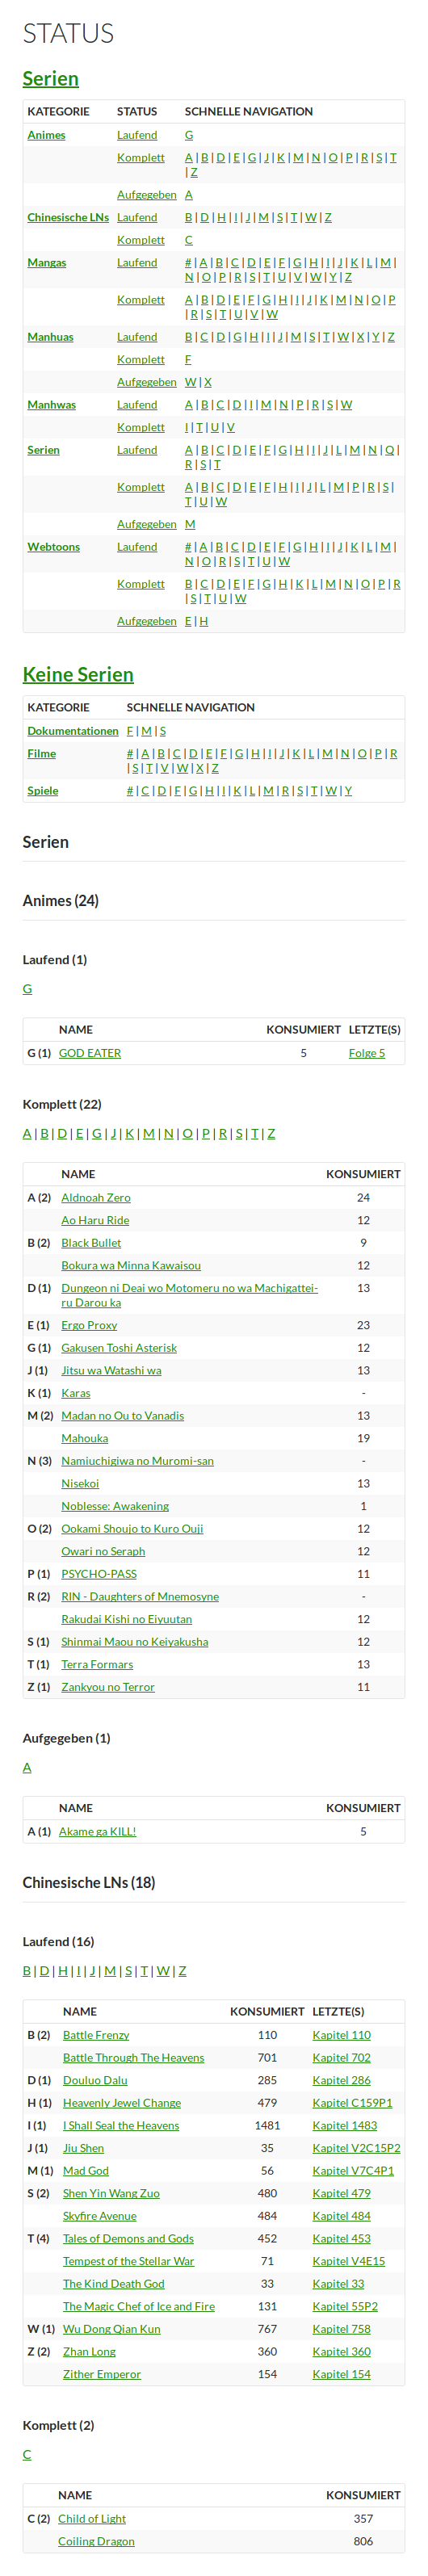 STATUS
Serien
KATEGORIE STATUS SCHNELLE NAVIGATION
Animes Laufend G
Komplett A | B | D | E | G | J | K | M | N | O | P | R | S | T
| Z
Aufgegeben A
Chinesische LNs Laufend B | D | H | I | J | M | S | T | W | Z
Komplett C
Mangas Laufend # | A | B | C | D | E | F | G | H | I | J | K | L | M |
N | O | P | R | S | T | U | V | W | Y | Z
Komplett A | B | D | E | F | G | H | I | J | K | M | N | O | P
| R | S | T | U | V | W
Manhuas Laufend B | C | D | G | H | I | J | M | S | T | W | X | Y | Z
Komplett F
Aufgegeben W | X
Manhwas Laufend A | B | C | D | I | M | N | P | R | S | W
Komplett I | T | U | V
Serien Laufend A | B | C | D | E | F | G | H | I | J | L | M | N | Q |
R | S | T
Komplett A | B | C | D | E | F | H | I | J | L | M | P | R | S |
T | U | W
Aufgegeben M
Webtoons Laufend # | A | B | C | D | E | F | G | H | I | J | K | L | M |
N | O | R | S | T | U | W
Komplett B | C | D | E | F | G | H | K | L | M | N | O | P | R
| S | T | U | W
Aufgegeben E | H
Keine Serien
KATEGORIE SCHNELLE NAVIGATION
Dokumentationen F | M | S
Filme # | A | B | C | D | E | F | G | H | I | J | K | L | M | N | O | P | R
| S | T | V | W | X | Z
Spiele # | C | D | F | G | H | I | K | L | M | R | S | T | W | Y
Serien
Animes (24)
Laufend (1)
G
NAME KONSUMIERT LETZTE(S)
G (1) GOD EATER 5 Folge 5
Komplett (22)
A | B | D | E | G | J | K | M | N | O | P | R | S | T | Z
NAME KONSUMIERT
A (2) Aldnoah Zero 24
Ao Haru Ride 12
B (2) Black Bullet 9
Bokura wa Minna Kawaisou 12
D (1) Dungeon ni Deai wo Motomeru no wa Machigattei- 13
ru Darou ka
E (1) Ergo Proxy 23
G (1) Gakusen Toshi Asterisk 12
J (1) Jitsu wa Watashi wa 13
K (1) Karas -
M (2) Madan no Ou to Vanadis 13
Mahouka 19
N (3) Namiuchigiwa no Muromi-san -
Nisekoi 13
Noblesse: Awakening 1
O (2) Ookami Shoujo to Kuro Ouji 12
Owari no Seraph 12
P (1) PSYCHO-PASS 11
R (2) RIN - Daughters of Mnemosyne -
Rakudai Kishi no Eiyuutan 12
S (1) Shinmai Maou no Keiyakusha 12
T (1) Terra Formars 13
Z (1) Zankyou no Terror 11
Aufgegeben (1)
A
NAME KONSUMIERT
A (1) Akame ga KILL! 5
Chinesische LNs (18)
Laufend (16)
B | D | H | I | J | M | S | T | W | Z
NAME KONSUMIERT LETZTE(S)
B (2) Battle Frenzy 110 Kapitel 110
Battle Through The Heavens 701 Kapitel 702
D (1) Douluo Dalu 285 Kapitel 286
H (1) Heavenly Jewel Change 479 Kapitel C159P1
I (1) I Shall Seal the Heavens 1481 Kapitel 1483
J (1) Jiu Shen 35 Kapitel V2C15P2
M (1) Mad God 56 Kapitel V7C4P1
S (2) Shen Yin Wang Zuo 480 Kapitel 479
Skyfire Avenue 484 Kapitel 484
T (4) Tales of Demons and Gods 452 Kapitel 453
Tempest of the Stellar War 71 Kapitel V4E15
The Kind Death God 33 Kapitel 33
The Magic Chef of Ice and Fire 131 Kapitel 55P2
W (1) Wu Dong Qian Kun 767 Kapitel 758
Z (2) Zhan Long 360 Kapitel 360
Zither Emperor 154 Kapitel 154
Komplett (2)
C
NAME KONSUMIERT
C (2) Child of Light 357
Coiling Dragon 806